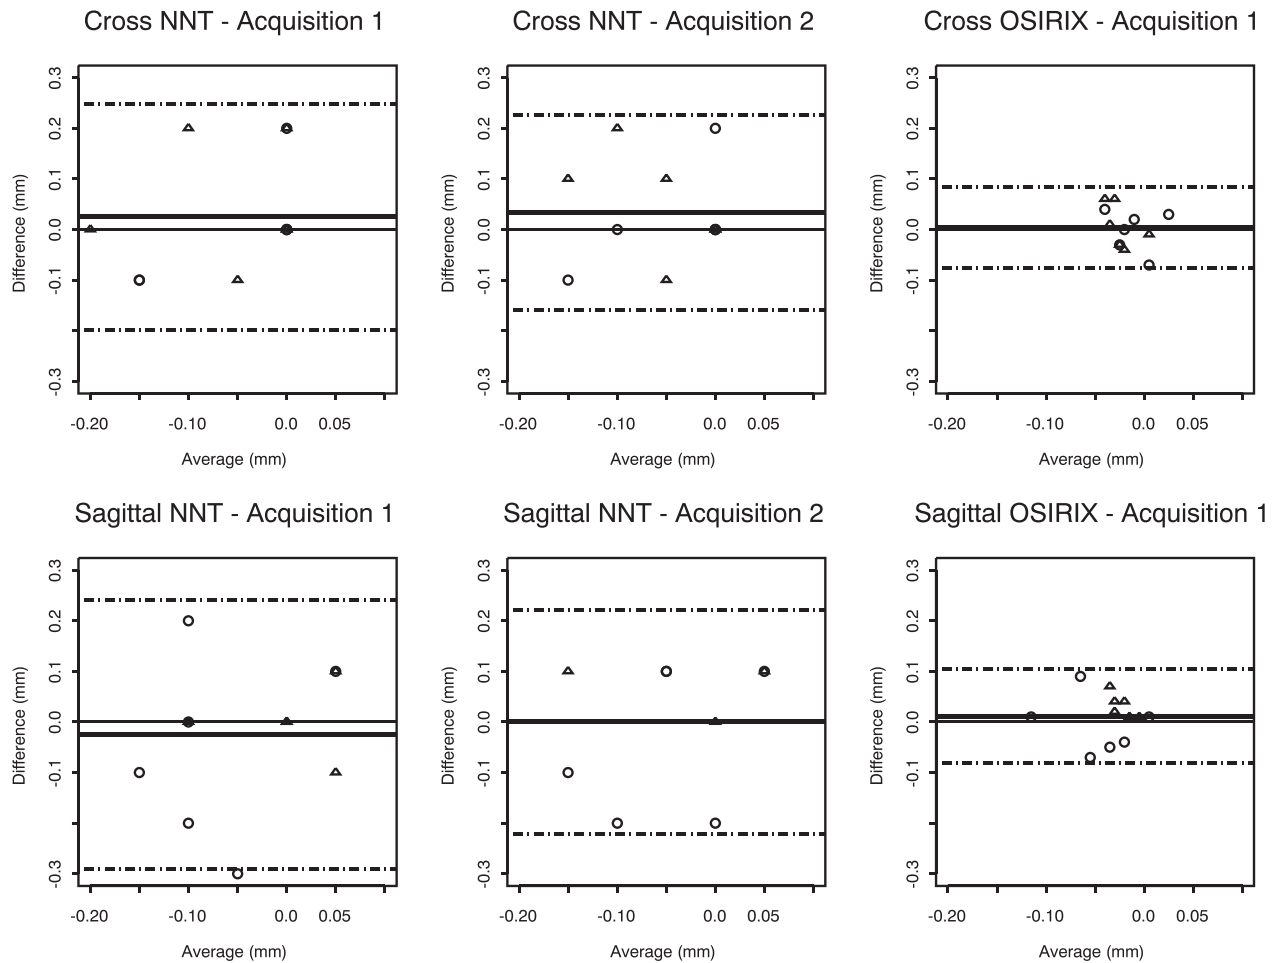 Cross NNT - Acquisition 1
Difference (mm)
0.3
0.2
0.1
0.0
-0.1
-0.3
-0.20 -0.10 0.0 0.05
Average (mm)
Cross NNT - Acquisition 2
Difference (mm)
0.3
0.2
0.1
0.0
-0.1
-0.3
-0.20 -0.10 0.0 0.05
Average (mm)
Cross OSIRIX - Acquisition 1
Difference (mm)
0.3
0.2
0.1
0.0
-0.1
-0.3
-0.20 -0.10 0.0 0.05
Average (mm)
Sagittal NNT - Acquisition 1
Difference (mm)
0.3
0.2
0.1
0.0
-0.1
-0.3
-0.20 -0.10 0.0 0.05
Average (mm)
Sagittal NNT - Acquisition 2
Difference (mm)
0.3
0.2
0.1
0.0
-0.1
-0.3
-0.20 -0.10 0.0 0.05
Average (mm)
Sagittal OSIRIX - Acquisition 1
Difference (mm)
0.3
0.2
0.1
0.0
-0.1
-0.3
-0.20 -0.10 0.0 0.05
Average (mm)